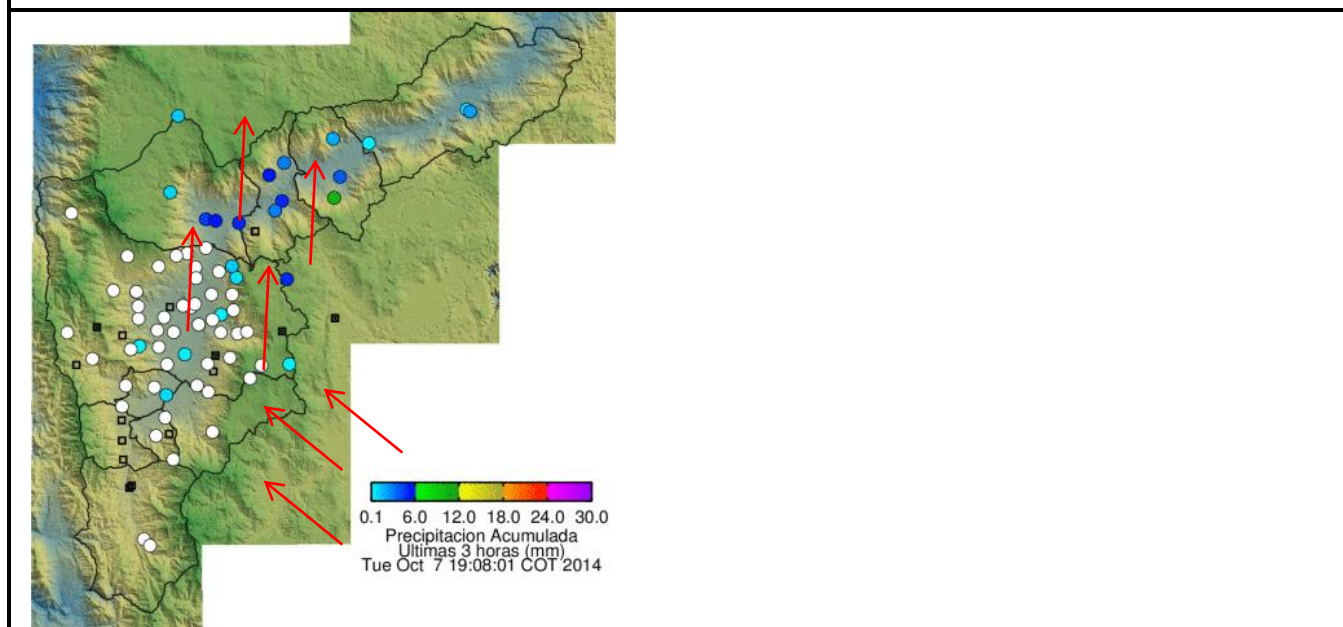 0.1 6.0 12.0 18.0 24.0 30.0
Precipitacion Acumulada
Ultimas 3 horas (mm)
Tue Oct 7 19:08:01 COT 2014